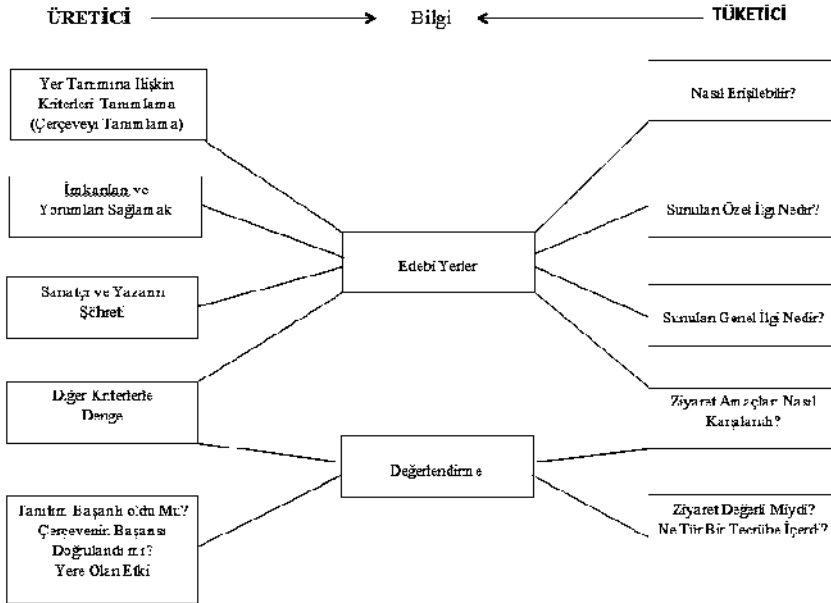 ÜRETİCİ Bilgi TÜKETİCİ
Yer Tanımına İlişkin
Kriterleri Tanımlama
(Çerçeveyi Tanımlama)
Nasıl Erişilebilir?
İmkanları ve
Yorumları Sağlamak
Sunulan Özel İlgi Nedir?
Edebi Yerler
Sanatçı ve Yazarın
Şöhreti
Sunulan Genel İlgi Nedir?
Diğer Kriterlerle
Denge
Ziyaret Amaçları Nasıl
Karşılandı?
Değerlendirme
Tanıtım Başarılı oldu Mu?
Çerçevenin Başarısı
Doğrulandı mı?
Yere Olan Etki
Ziyaret Değerli Miydi?
Ne Tür Bir Tecrübe İçerdi?